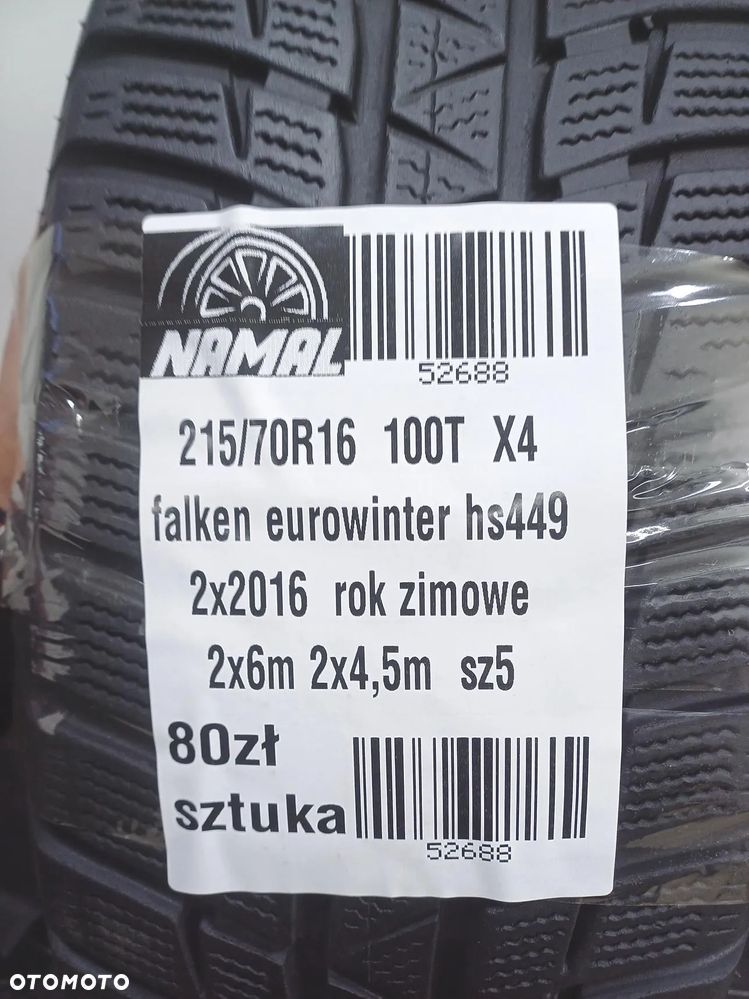 NAMAL
52688
215/70R16 100T X4
falken eurowinter hs449
2x2016 rok zimowe
2x6m 2x4,5m sz5
80zł
sztuka
52688
OTOMOTO